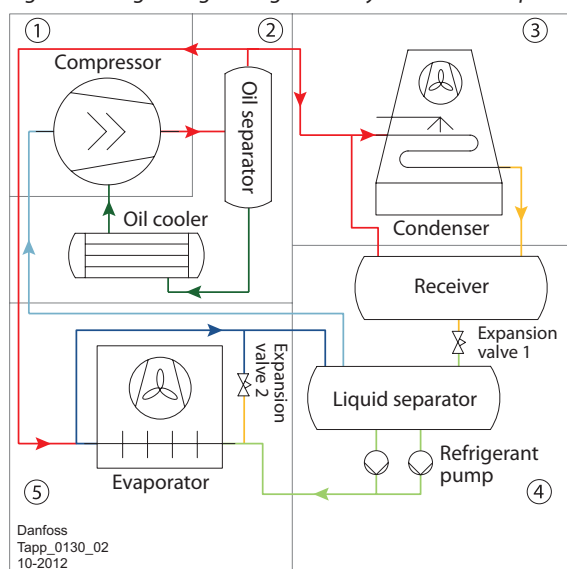 1
2
3
Compressor
Oil separator
Oil cooler
Condenser
Receiver
Expansion
valve 1
Expansion
valve 2
Liquid separator
Refrigerant
pump
Evaporator
5
4
Danfoss
Tapp_0130_02
10-2012